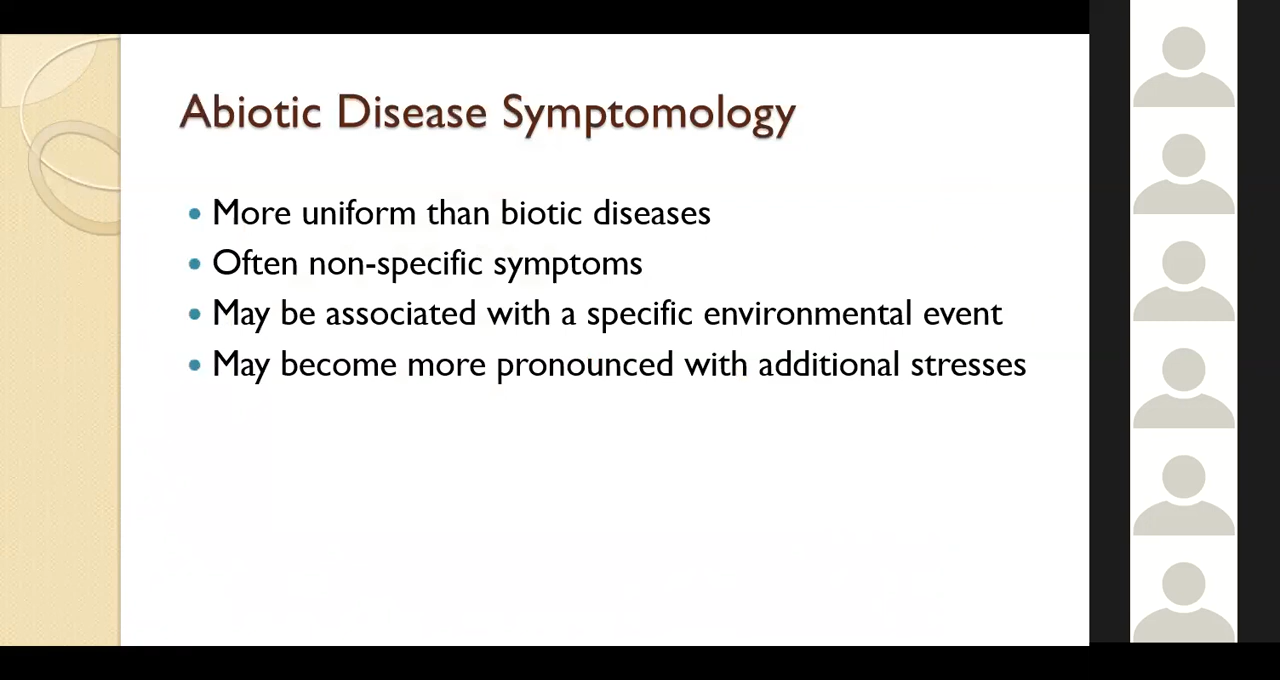 Abiotic Disease Symptomology
More uniform than biotic diseases
Often non-specific symptoms
May be associated with a specific environmental event
May become more pronounced with additional stresses